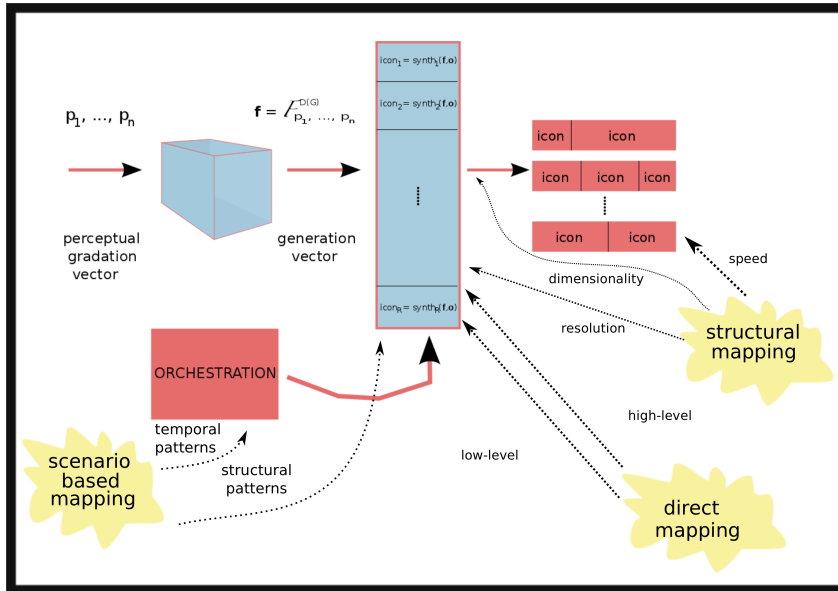 p1, ..., pn
f = F D(G) p1, ..., pn
icon1 = synth1(f,o)
icon2 = synth2(f,o)
iconR = synthR(f,o)
icon icon
icon icon icon
icon icon
perceptual
gradation
vector
generation
vector
speed
dimensionality
resolution
structural
mapping
ORCHESTRATION
temporal
patterns
structural
patterns
scenario
based
mapping
high-level
low-level
direct
mapping